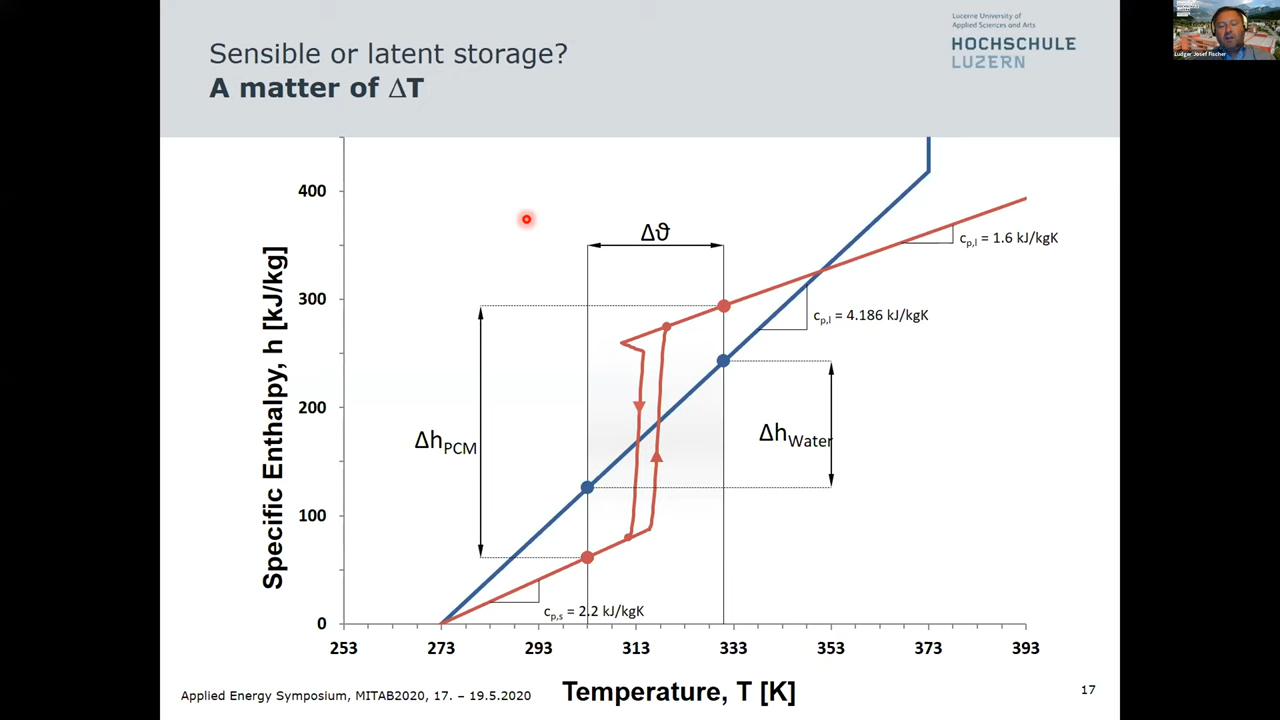 Sensible or latent storage?
A matter of ΔT
Lucerne University of
Applied Sciences and Arts
HOCHSCHULE
LUZERN
Ludger Josef Fischer
400
300
200
100
0
Specific Enthalpy, h [kJ/kg]
Δϑ
c_p,l = 1.6 kJ/kgK
c_p,l = 4.186 kJ/kgK
Δh_PCM
Δh_Water
c_p,s = 2.2 kJ/kgK
253 273 293 313 333 353 373 393
Temperature, T [K]
Applied Energy Symposium, MITAB2020, 17. – 19.5.2020
17